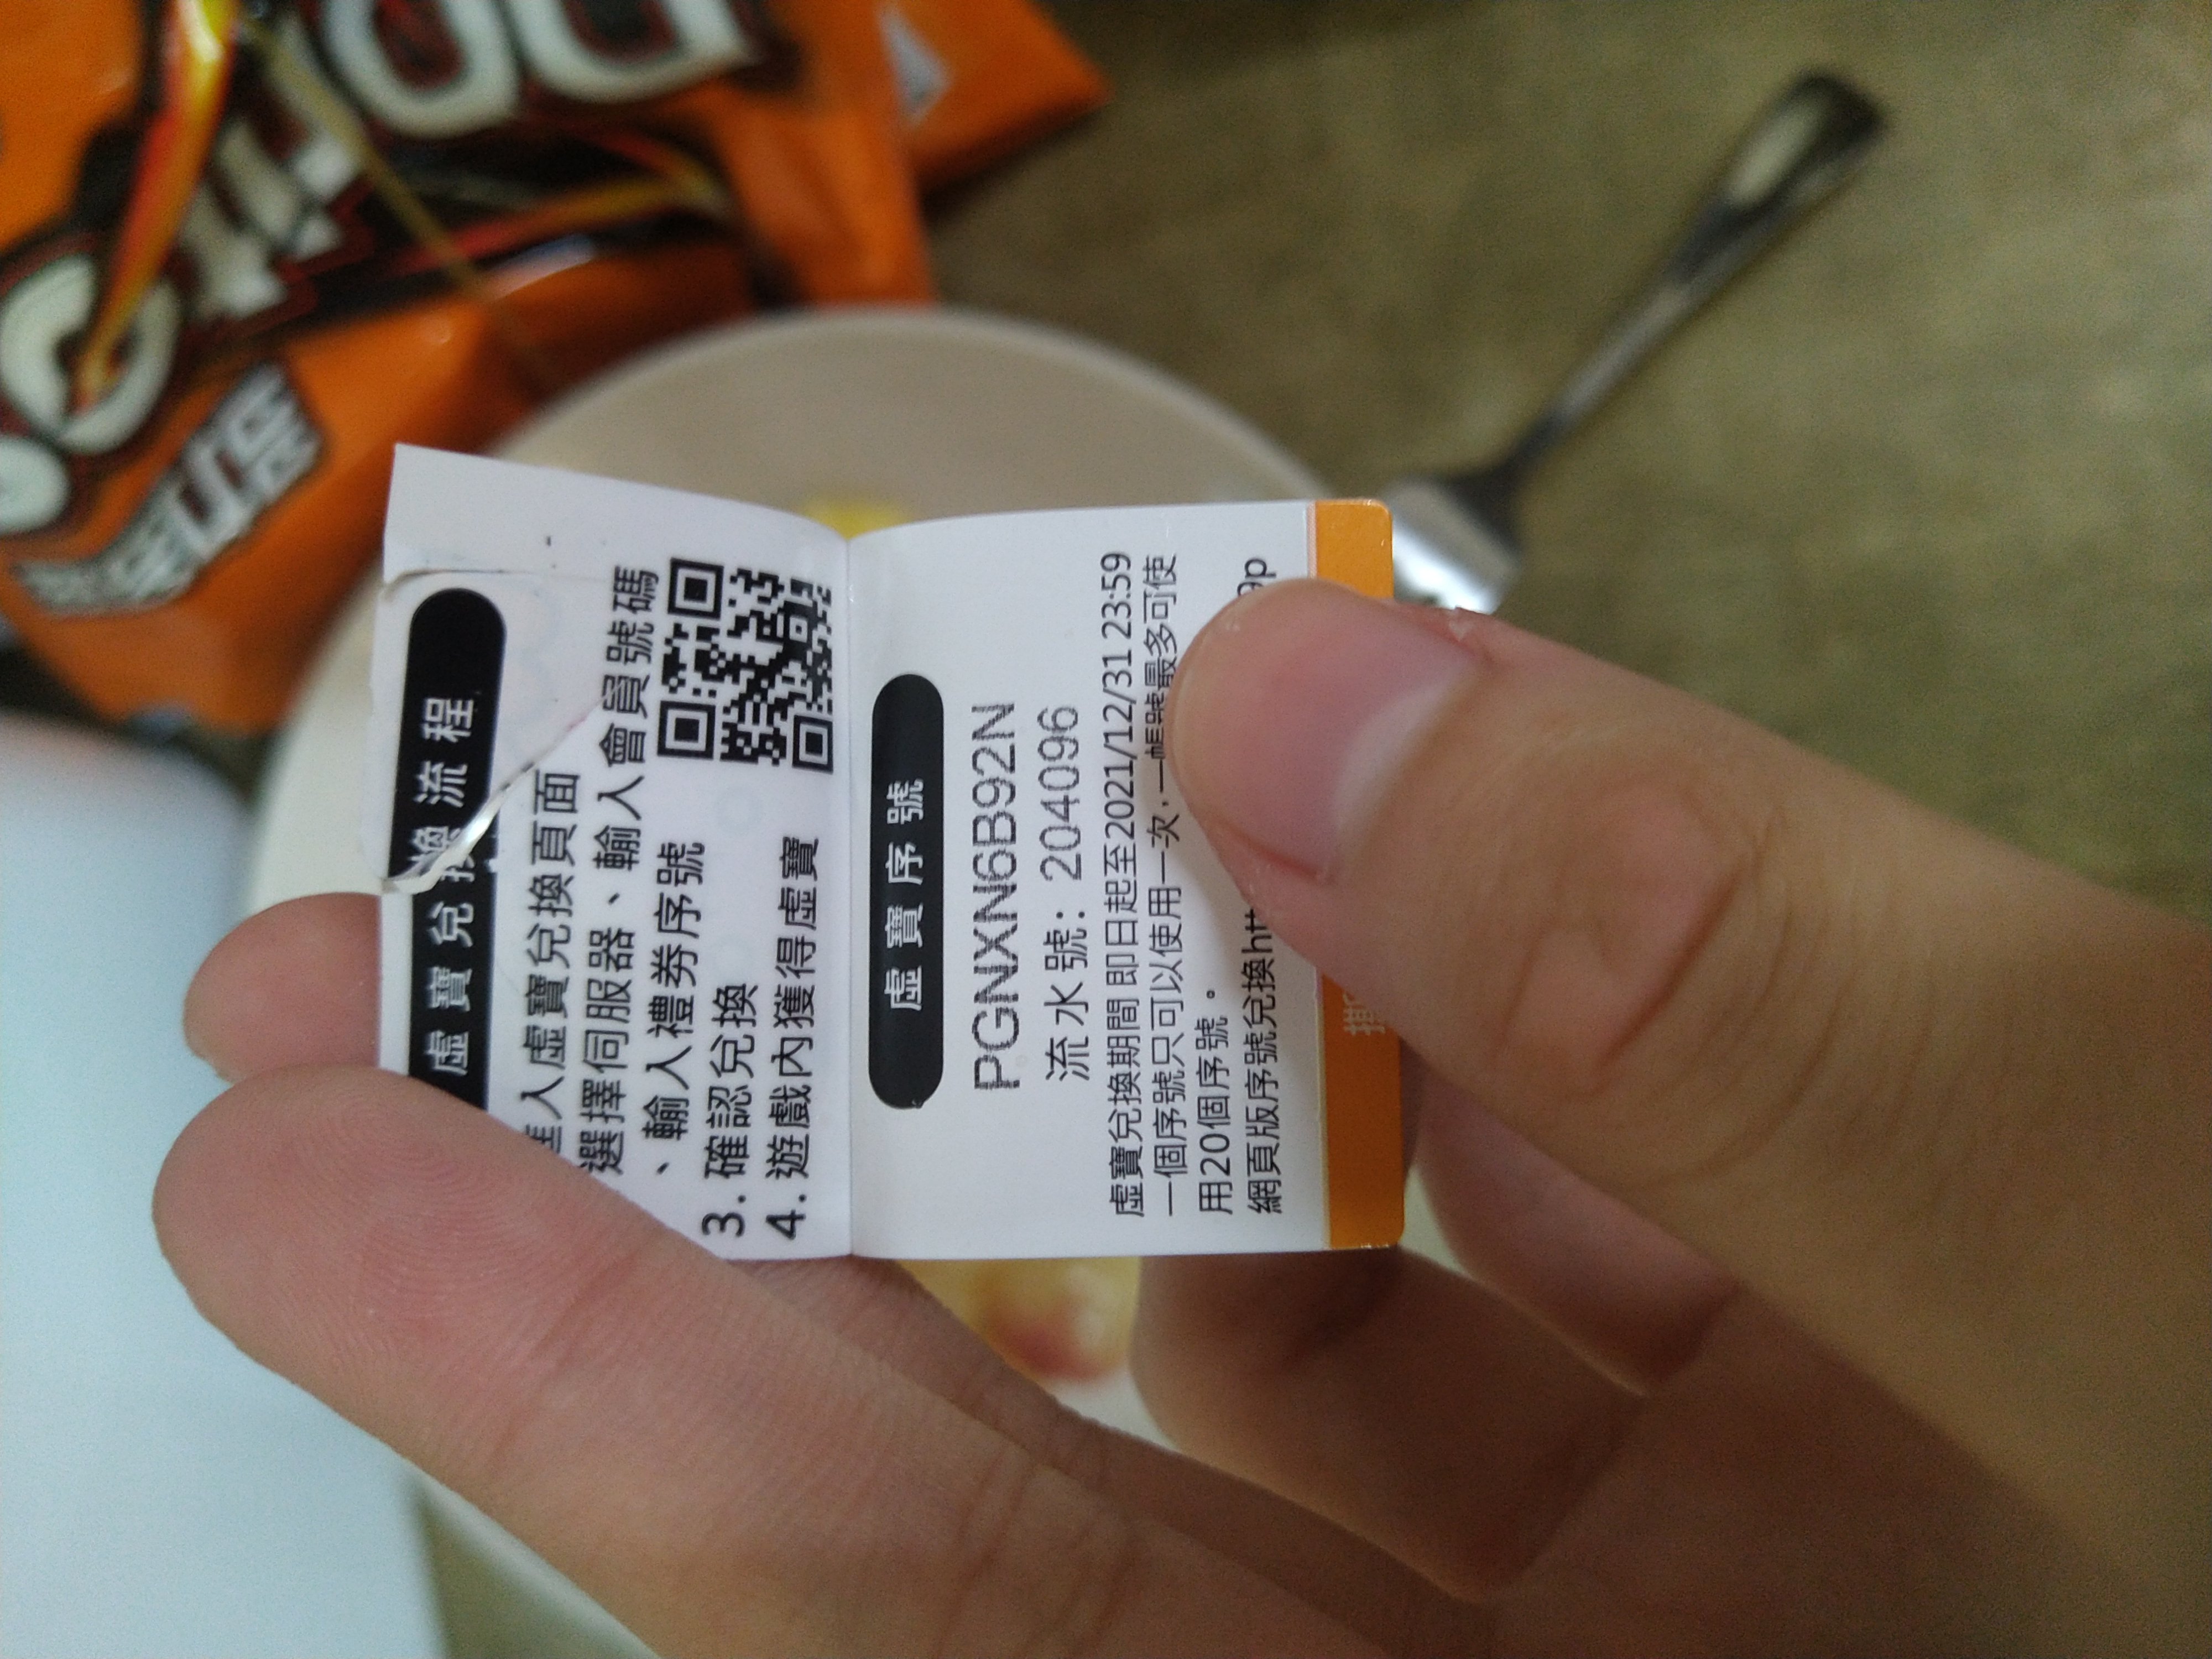 虛寶兌換流程
進入虛寶兌換頁面
選擇伺服器、輸入會員號碼
、輸入禮券序號
3. 確認兌換
4. 遊戲內獲得虛寶
虛寶序號
PGNXN6B92N
流水號: 204096
虛寶兌換期間 即日起至2021/12/31 23:59
一個序號只可以使用一次,一帳號最多可使
用20個序號。
網頁版序號兌換htt 9p
撕